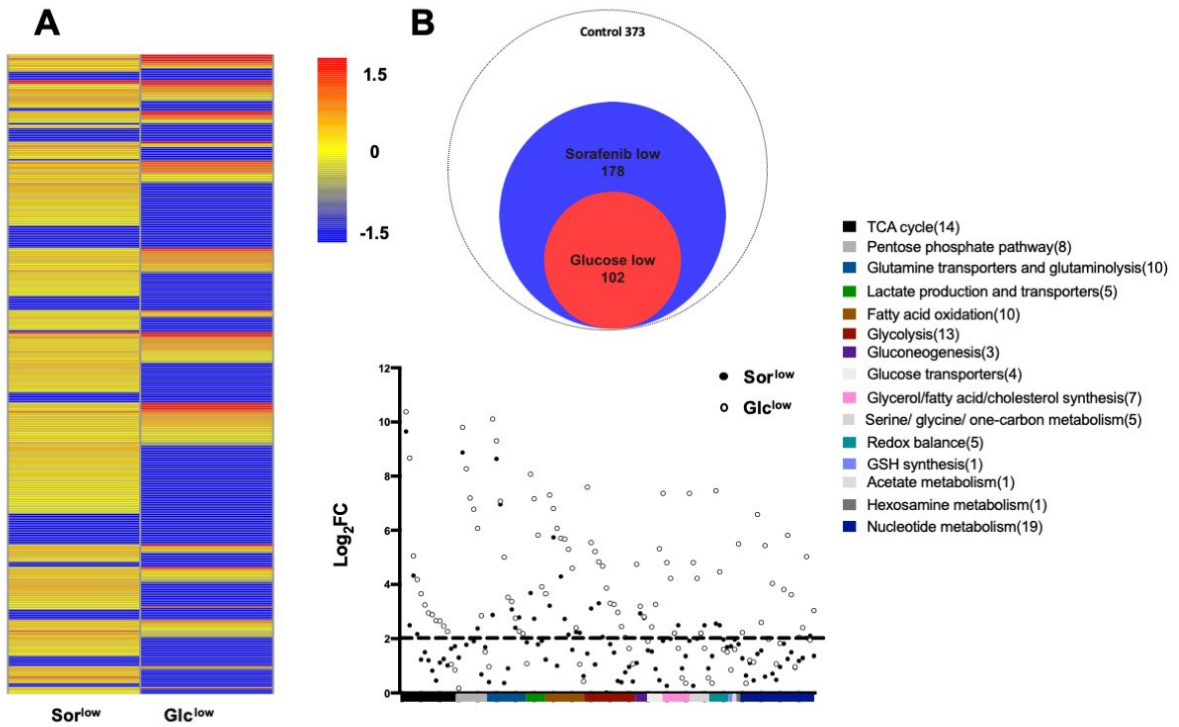 A
B
1.5
0
-1.5
Sorlow
Glclow
Control 373
Sorafenib low
178
Glucose low
102
12
10
8
6
4
2
0
Log2FC
Sorlow
Glclow
TCA cycle(14)
Pentose phosphate pathway(8)
Glutamine transporters and glutaminolysis(10)
Lactate production and transporters(5)
Fatty acid oxidation(10)
Glycolysis(13)
Gluconeogenesis(3)
Glucose transporters(4)
Glycerol/fatty acid/cholesterol synthesis(7)
Serine/ glycine/ one-carbon metabolism(5)
Redox balance(5)
GSH synthesis(1)
Acetate metabolism(1)
Hexosamine metabolism(1)
Nucleotide metabolism(19)